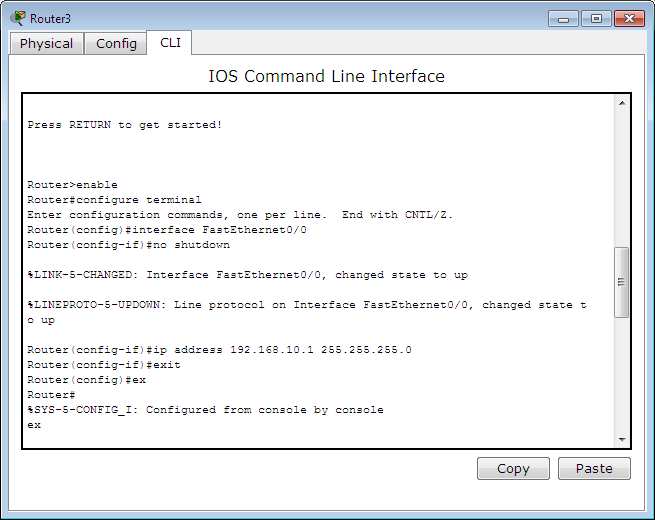 Router3
Physical Config CLI
IOS Command Line Interface
Press RETURN to get started!
Router>enable
Router#configure terminal
Enter configuration commands, one per line.  End with CNTL/Z.
Router(config)#interface FastEthernet0/0
Router(config-if)#no shutdown
%LINK-5-CHANGED: Interface FastEthernet0/0, changed state to up
%LINEPROTO-5-UPDOWN: Line protocol on Interface FastEthernet0/0, changed state t
o up
Router(config-if)#ip address 192.168.10.1 255.255.255.0
Router(config-if)#exit
Router(config)#ex
Router#
%SYS-5-CONFIG_I: Configured from console by console
ex
Copy Paste